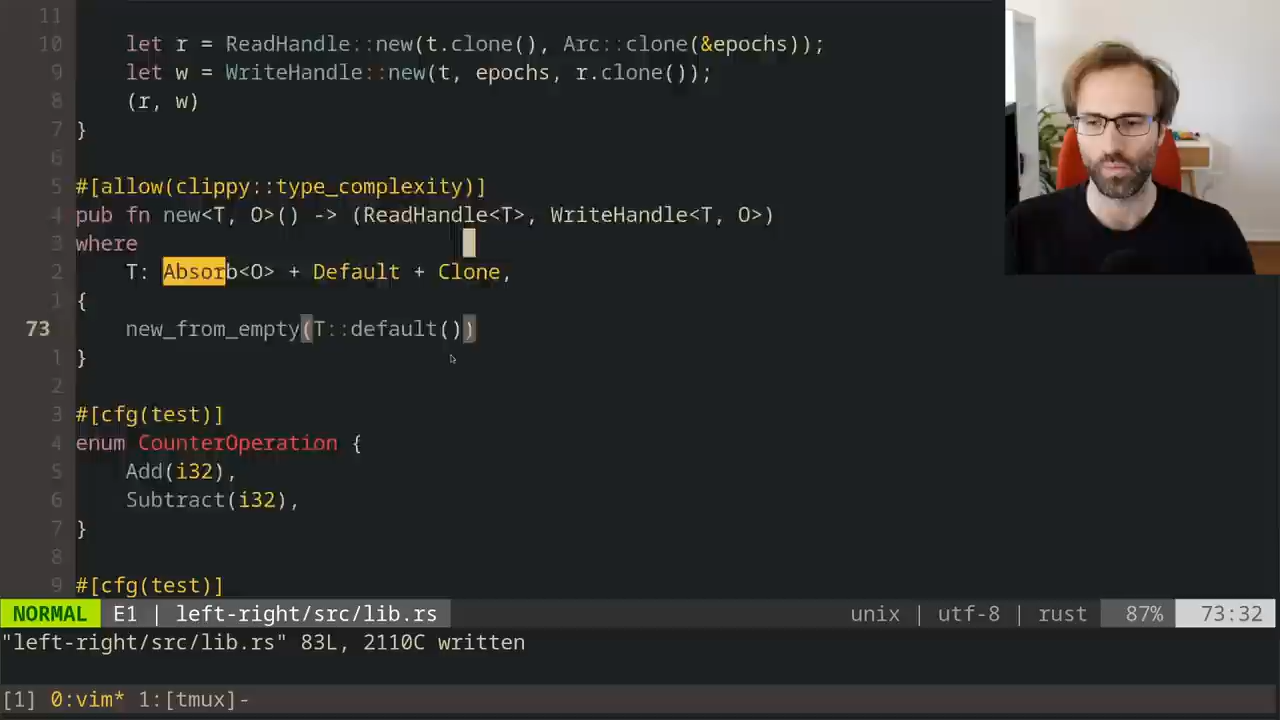 11
10 let r = ReadHandle::new(t.clone(), Arc::clone(&epochs));
9 let w = WriteHandle::new(t, epochs, r.clone());
8 (r, w)
7 }
6
5 #[allow(clippy::type_complexity)]
4 pub fn new<T, O>() -> (ReadHandle<T>, WriteHandle<T, O>)
3 where
2 T: Absorb<O> + Default + Clone,
1 {
73 new_from_empty(T::default())
1 }
2
3 #[cfg(test)]
4 enum CounterOperation {
5 Add(i32),
6 Subtract(i32),
7 }
8
9 #[cfg(test)]
NORMAL E1 | left-right/src/lib.rs unix | utf-8 | rust 87% 73:32
"left-right/src/lib.rs" 83L, 2110C written
[1] 0:vim* 1:[tmux]-